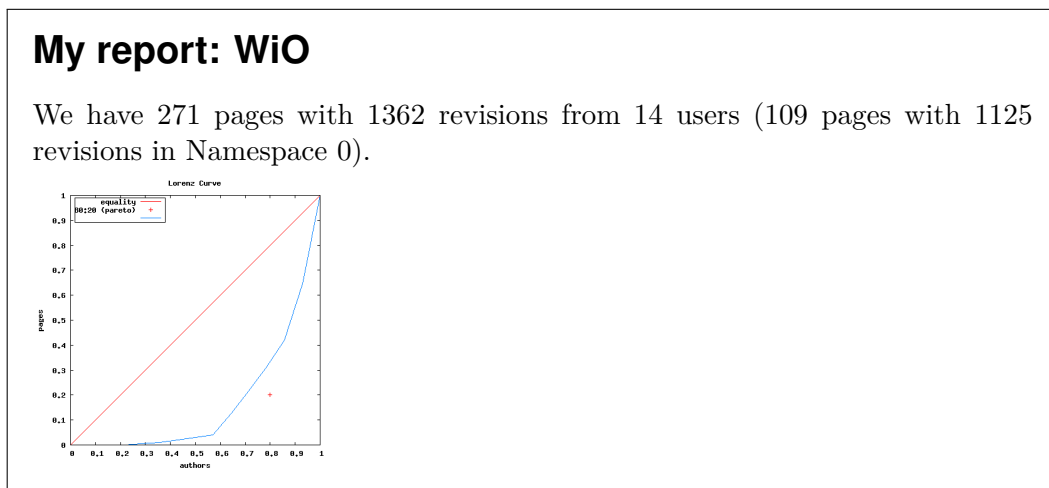 My report: WiO
We have 271 pages with 1362 revisions from 14 users (109 pages with 1125
revisions in Namespace 0).
Lorenz Curve
equality
80:20 (pareto)
1
0.9
0.8
0.7
0.6
0.5
0.4
0.3
0.2
0.1
0
pages
0 0.1 0.2 0.3 0.4 0.5 0.6 0.7 0.8 0.9 1
authors